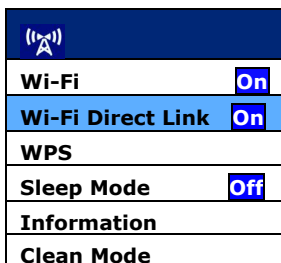 Wi-Fi On
Wi-Fi Direct Link On
WPS
Sleep Mode Off
Information
Clean Mode